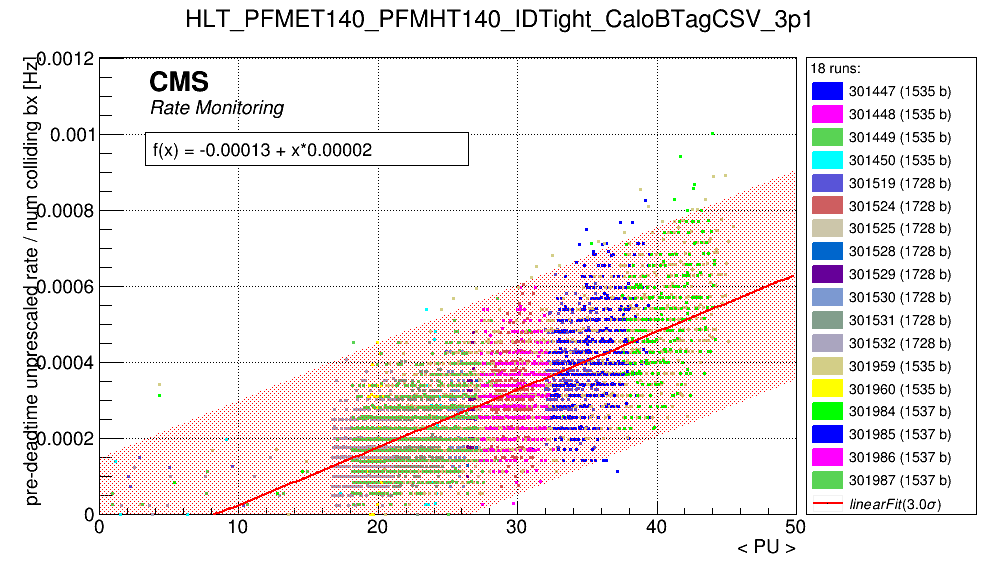 HLT_PFMET140_PFMHT140_IDTight_CaloBTagCSV_3p1
pre-deadtime unprescaled rate / num colliding bx [Hz]
0.0012
0.001
0.0008
0.0006
0.0004
0.0002
0
CMS
Rate Monitoring
f(x) = -0.00013 + x*0.00002
0 10 20 30 40 50
< PU >
18 runs:
301447 (1535 b)
301448 (1535 b)
301449 (1535 b)
301450 (1535 b)
301519 (1728 b)
301524 (1728 b)
301525 (1728 b)
301528 (1728 b)
301529 (1728 b)
301530 (1728 b)
301531 (1728 b)
301532 (1728 b)
301959 (1535 b)
301960 (1535 b)
301984 (1537 b)
301985 (1537 b)
301986 (1537 b)
301987 (1537 b)
linearFit(3.0σ)